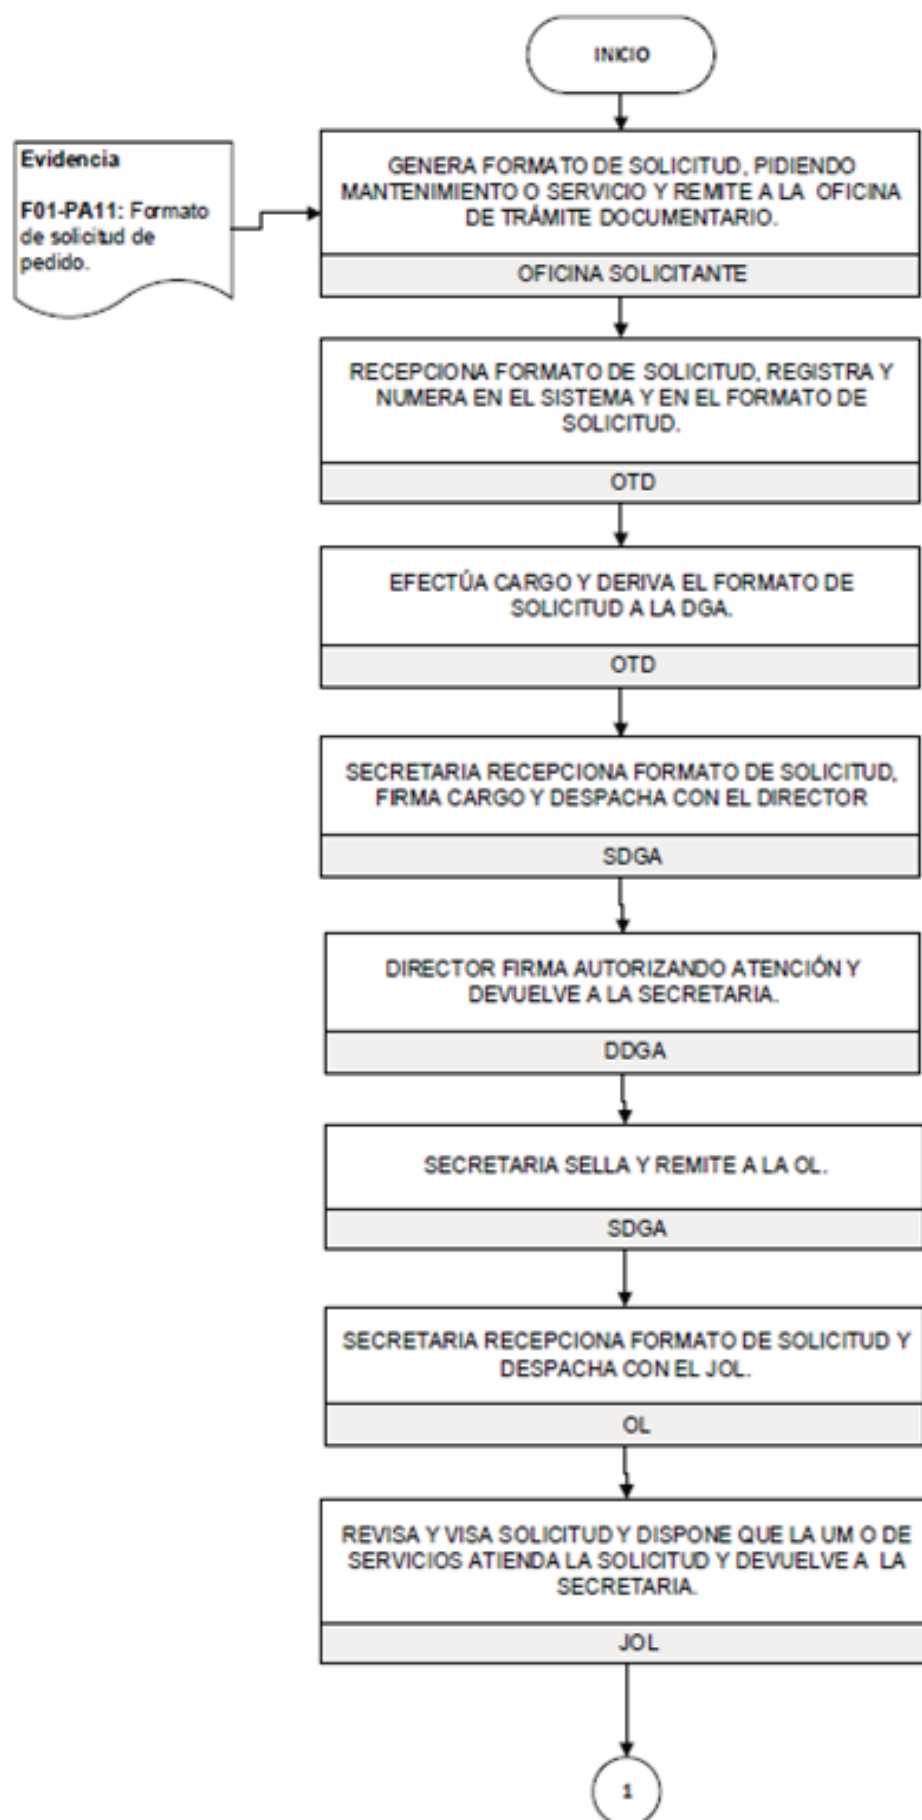 INICIO
Evidencia
F01-PA11: Formato
de solicitud de
pedido.
GENERA FORMATO DE SOLICITUD, PIDIENDO
MANTENIMIENTO O SERVICIO Y REMITE A LA OFICINA
DE TRÁMITE DOCUMENTARIO.
OFICINA SOLICITANTE
RECEPCIONA FORMATO DE SOLICITUD, REGISTRA Y
NUMERA EN EL SISTEMA Y EN EL FORMATO DE
SOLICITUD.
OTD
EFECTÚA CARGO Y DERIVA EL FORMATO DE
SOLICITUD A LA DGA.
OTD
SECRETARIA RECEPCIONA FORMATO DE SOLICITUD,
FIRMA CARGO Y DESPACHA CON EL DIRECTOR
SDGA
DIRECTOR FIRMA AUTORIZANDO ATENCIÓN Y
DEVUELVE A LA SECRETARIA.
DDGA
SECRETARIA SELLA Y REMITE A LA OL.
SDGA
SECRETARIA RECEPCIONA FORMATO DE SOLICITUD Y
DESPACHA CON EL JOL.
OL
REVISA Y VISA SOLICITUD Y DISPONE QUE LA UM O DE
SERVICIOS ATIENDA LA SOLICITUD Y DEVUELVE A LA
SECRETARIA.
JOL
1